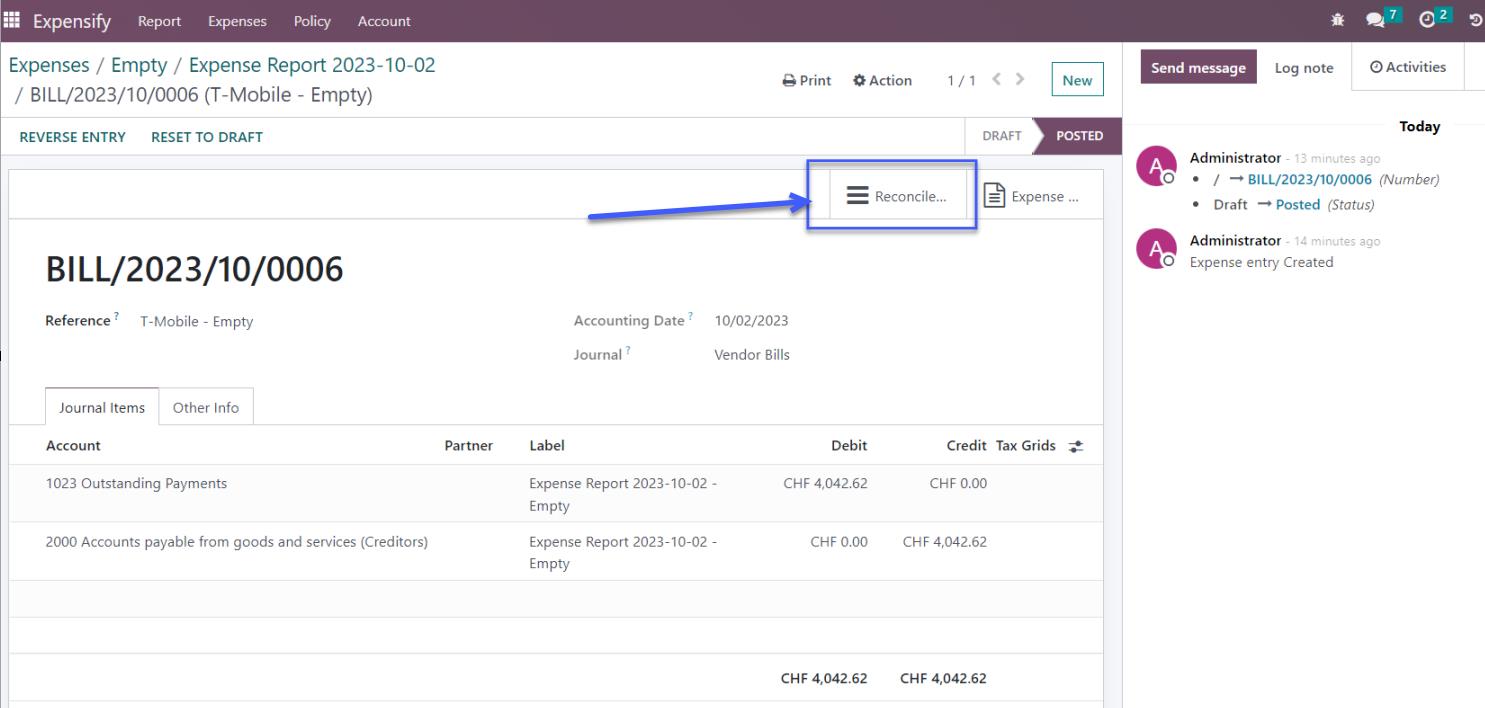 Expensify Report Expenses Policy Account 7 2
Expenses / Empty / Expense Report 2023-10-02
/ BILL/2023/10/0006 (T-Mobile - Empty)
Print Action 1 / 1 New
Send message Log note Activities
REVERSE ENTRY RESET TO DRAFT DRAFT POSTED
Reconcile... Expense ...
BILL/2023/10/0006
Reference ? T-Mobile - Empty Accounting Date ? 10/02/2023
Journal ? Vendor Bills
Journal Items Other Info
Account Partner Label Debit Credit Tax Grids
1023 Outstanding Payments Expense Report 2023-10-02 - CHF 4,042.62 CHF 0.00
Empty
2000 Accounts payable from goods and services (Creditors) Expense Report 2023-10-02 - CHF 0.00 CHF 4,042.62
Empty
CHF 4,042.62 CHF 4,042.62
Today
A Administrator - 13 minutes ago
• / → BILL/2023/10/0006 (Number)
• Draft → Posted (Status)
A Administrator - 14 minutes ago
Expense entry Created